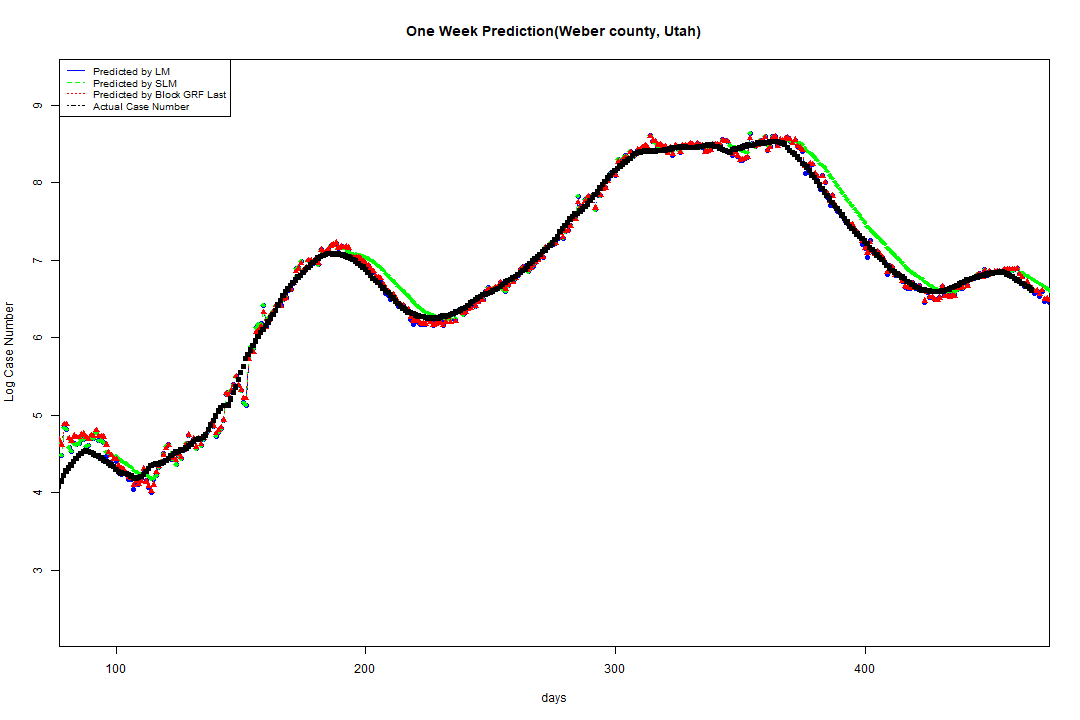 One Week Prediction(Weber county, Utah)
Predicted by LM
Predicted by SLM
Predicted by Block GRF Last
Actual Case Number
9
8
7
6
5
4
3
Log Case Number
100
200
300
400
days